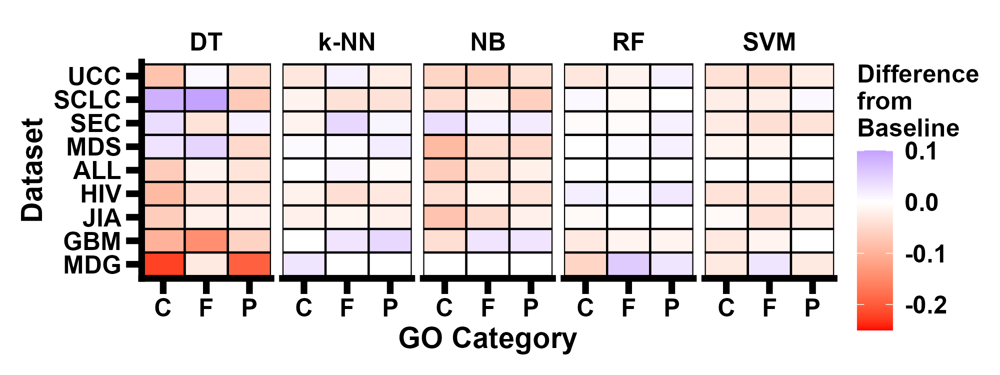 DT k-NN NB RF SVM
UCC
SCLC
SEC
MDS
ALL
HIV
JIA
GBM
MDG
Dataset
C F P C F P C F P C F P C F P
GO Category
Difference
from
Baseline
0.1
0.0
-0.1
-0.2